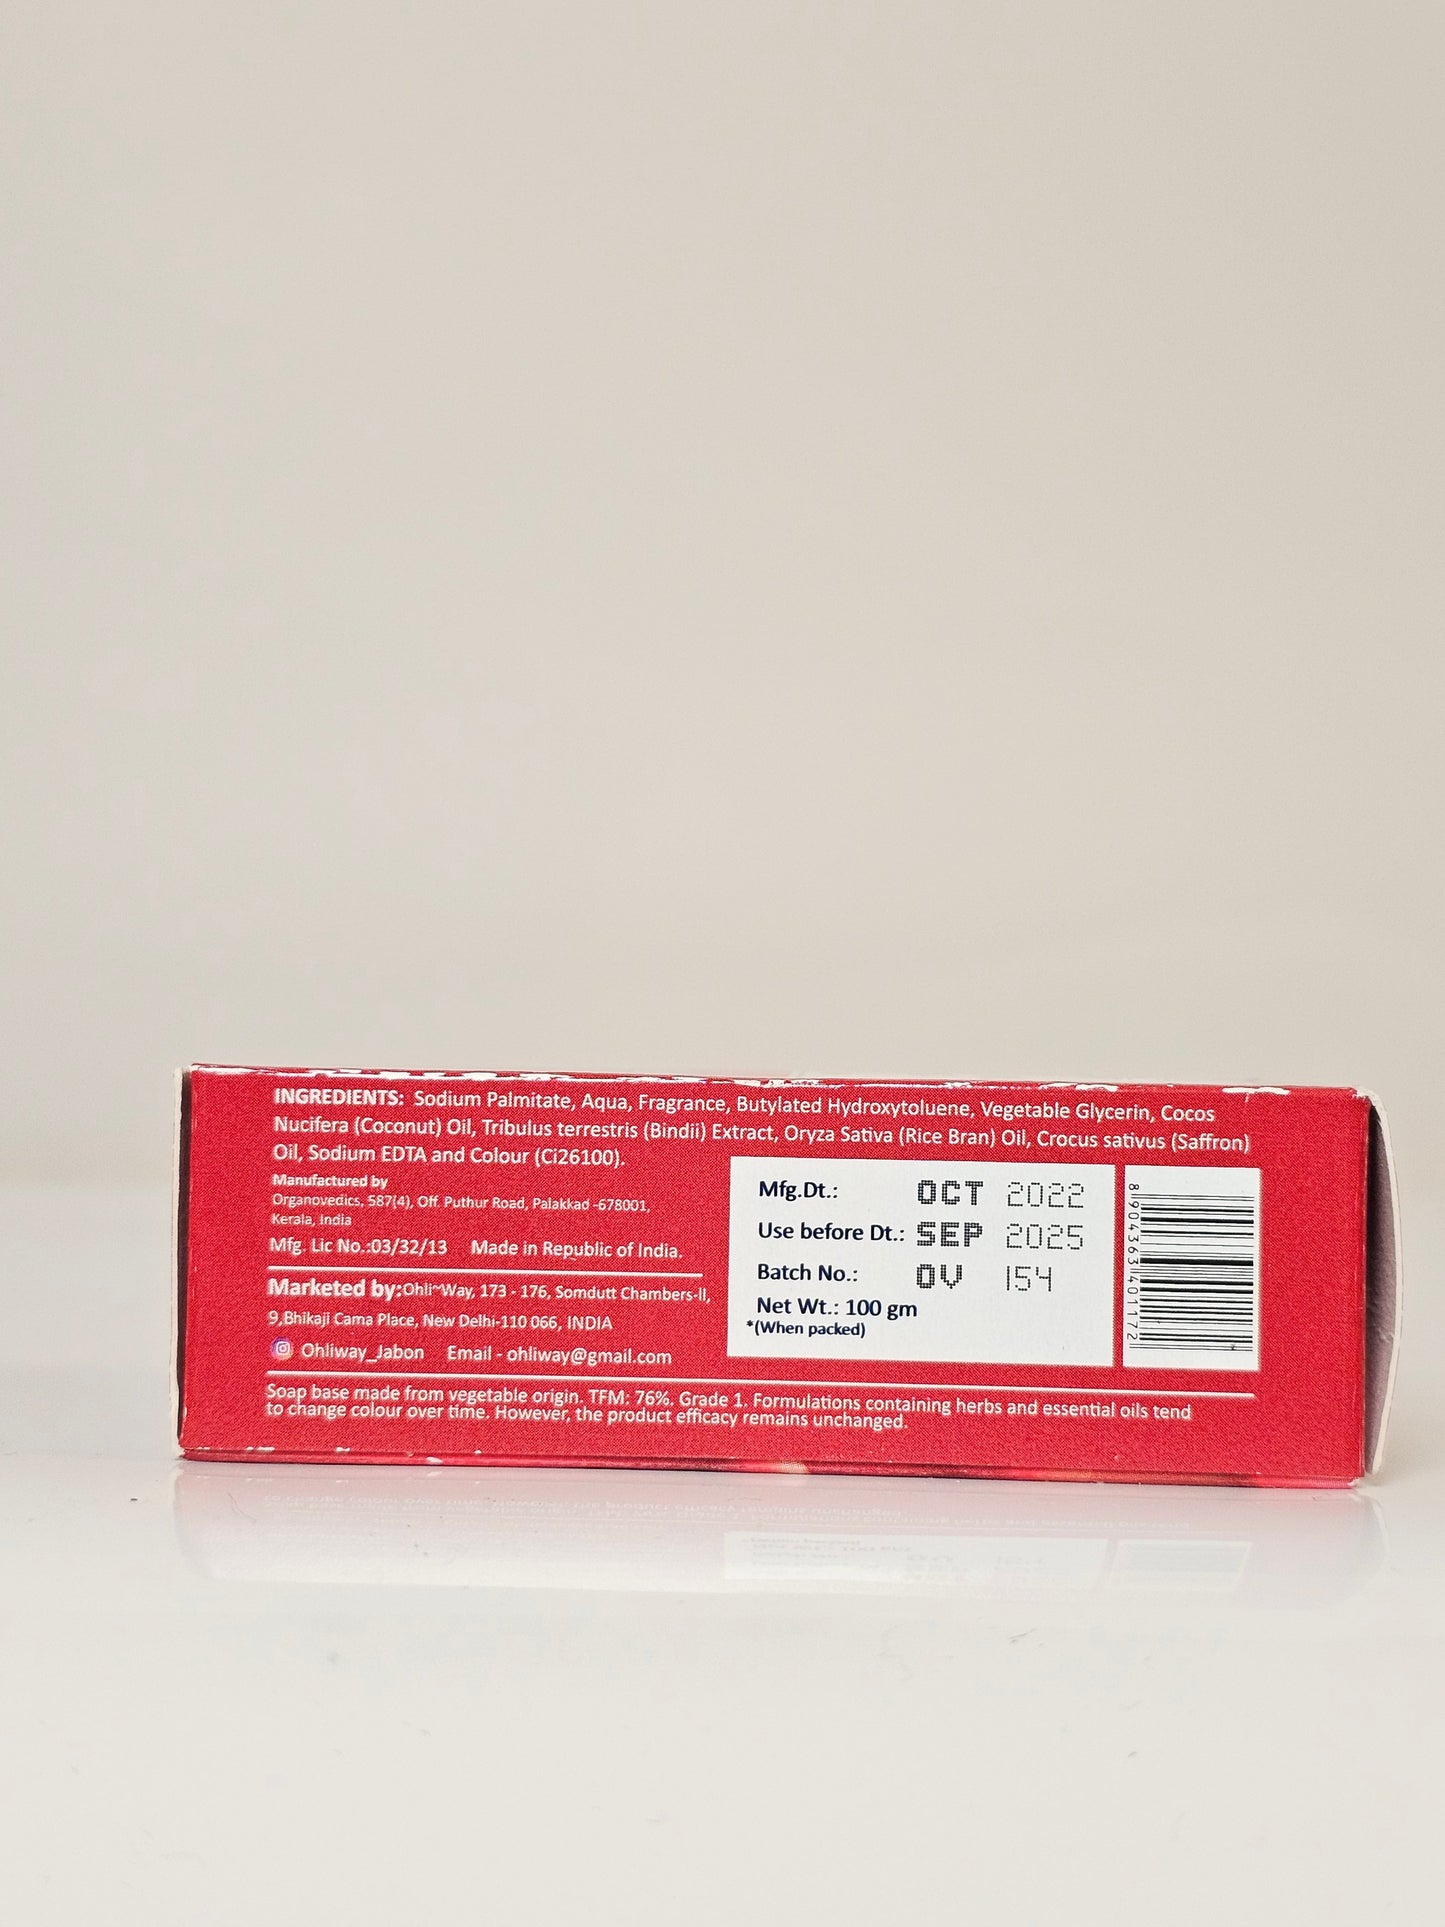 INGREDIENTS: Sodium Palmitate, Aqua, Fragrance, Butylated Hydroxytoluene, Vegetable Glycerin, Cocos
Nucifera (Coconut) Oil, Tribulus terrestris (Bindii) Extract, Oryza Sativa (Rice Bran) Oil, Crocus sativus (Saffron)
Oil, Sodium EDTA and Colour (Ci26100).
Manufactured by
Organovedics, 587(4), Off. Puthur Road, Palakkad -678001,
Kerala, India
Mfg. Lic No.:03/32/13 Made in Republic of India.
Marketed by:Ohli~Way, 173 - 176, Somdutt Chambers-II,
9,Bhikaji Cama Place, New Delhi-110 066, INDIA
Ohliway_Jabon Email - ohliway@gmail.com
Mfg.Dt.: OCT 2022
Use before Dt.: SEP 2025
Batch No.: OV 154
Net Wt.: 100 gm
*(When packed)
8904363401172
Soap base made from vegetable origin. TFM: 76%, Grade 1. Formulations containing herbs and essential oils tend
to change colour over time. However, the product efficacy remains unchanged.